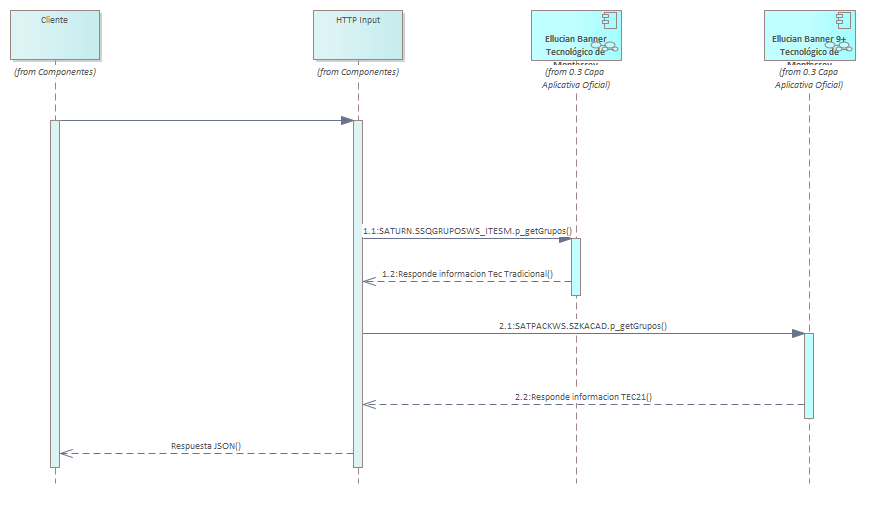 Cliente
(from Componentes)
HTTP Input
(from Componentes)
Ellucian Banner
Tecnológico de
Monterrey
(from 0.3 Capa
Aplicativa Oficial)
Ellucian Banner 9+
Tecnológico de
Monterrey
(from 0.3 Capa
Aplicativa Oficial)
1.1:SATURN.SSQGRUPOSWS_ITESM.p_getGrupos()
1.2:Responde informacion Tec Tradicional()
2.1:SATPACKWS.SZKACAD.p_getGrupos()
2.2:Responde informacion TEC21()
Respuesta JSON()